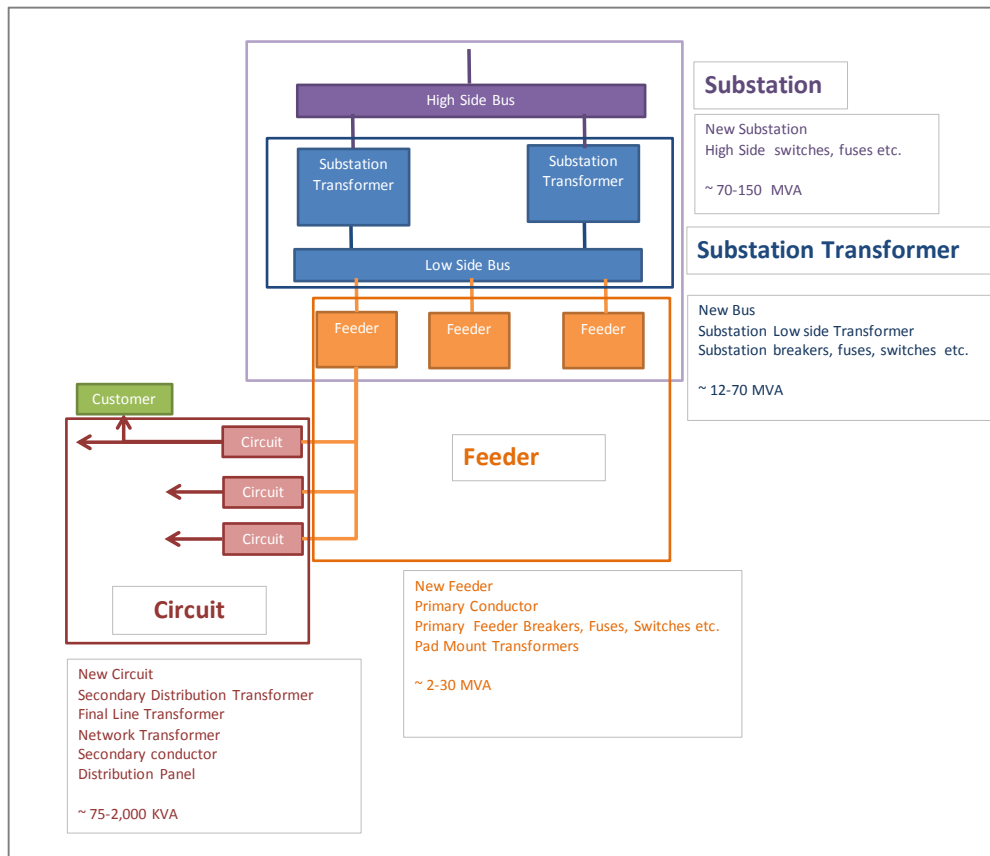 High Side Bus
Substation
New Substation
High Side switches, fuses etc.
~ 70-150 MVA
Substation
Transformer
Substation
Transformer
Low Side Bus
Substation Transformer
New Bus
Substation Low side Transformer
Substation breakers, fuses, switches etc.
~ 12-70 MVA
Feeder
Feeder
Feeder
Customer
Circuit
Circuit
Circuit
Feeder
Circuit
New Feeder
Primary Conductor
Primary Feeder Breakers, Fuses, Switches etc.
Pad Mount Transformers
~ 2-30 MVA
New Circuit
Secondary Distribution Transformer
Final Line Transformer
Network Transformer
Secondary conductor
Distribution Panel
~ 75-2,000 KVA